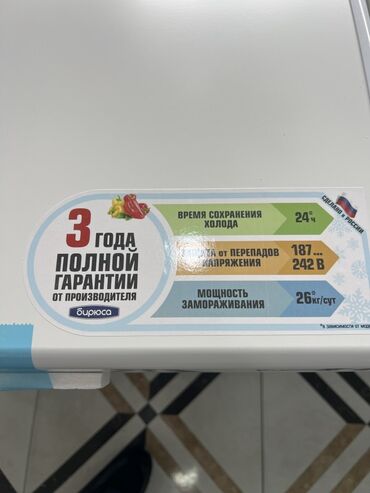 3 ГОДА
ПОЛНОЙ
ГАРАНТИИ
ОТ ПРОИЗВОДИТЕЛЯ
бирюса
ВРЕМЯ СОХРАНЕНИЯ
ХОЛОДА
24* ч
ЗАЩИТА от ПЕРЕПАДОВ
НАПРЯЖЕНИЯ
187...
242 В
МОЩНОСТЬ
ЗАМОРАЖИВАНИЯ
26* кг/сут
СДЕЛАНО в РОССИИ
*В ЗАВИСИМОСТИ ОТ